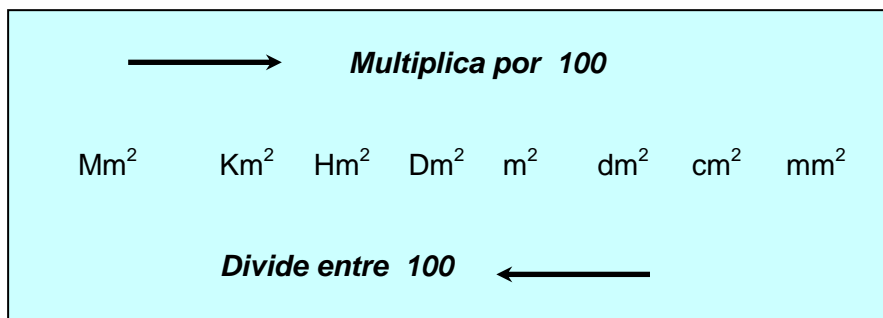 Multiplica por 100
Mm² Km² Hm² Dm² m² dm² cm² mm²
Divide entre 100